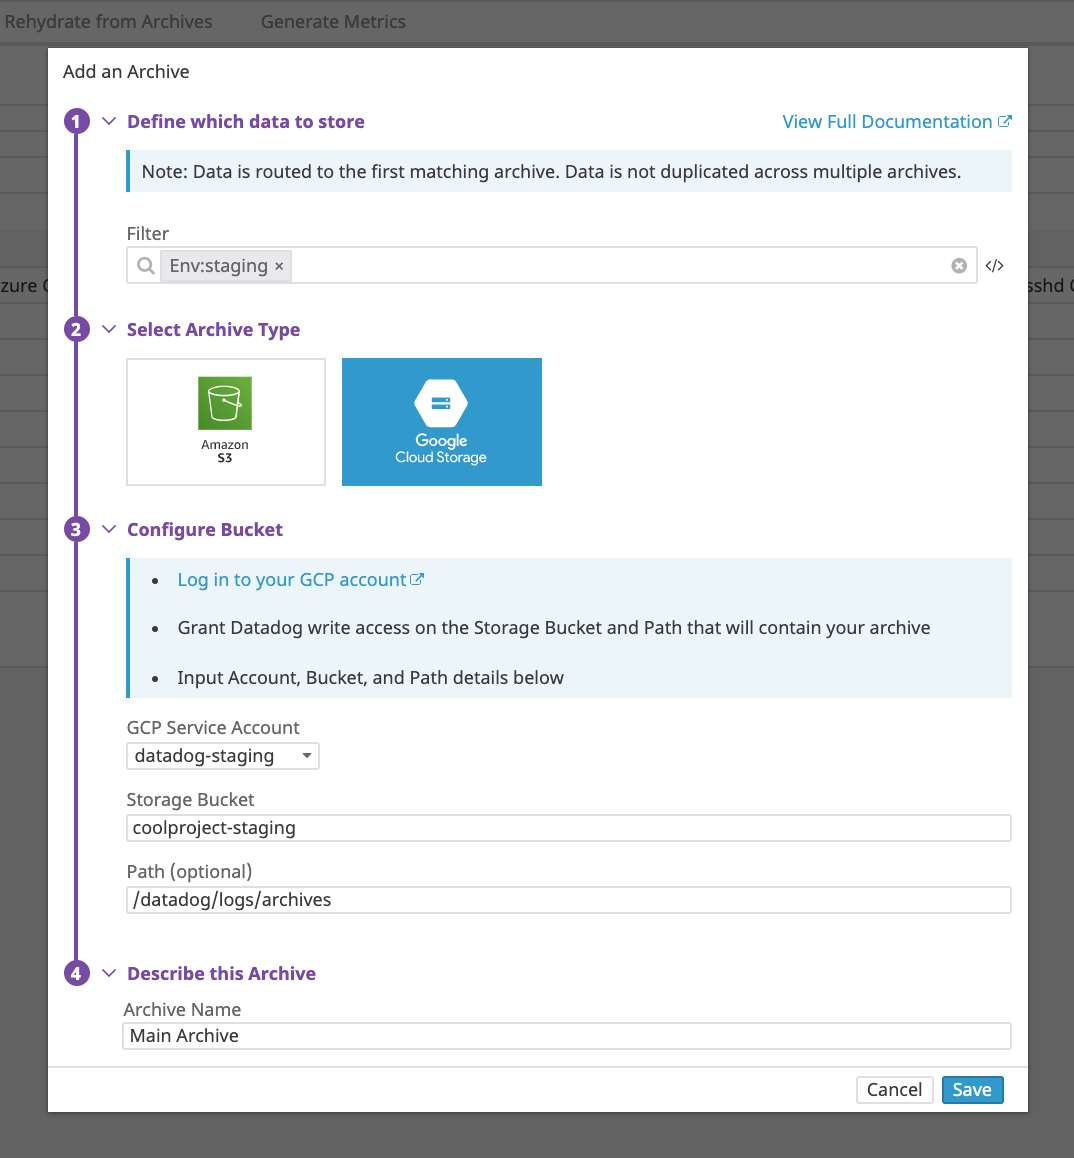 Rehydrate from Archives Generate Metrics
Add an Archive
1 Define which data to store View Full Documentation
Note: Data is routed to the first matching archive. Data is not duplicated across multiple archives.
Filter
Env:staging × </>
zure sshd
2 Select Archive Type
Amazon
S3
Google
Cloud Storage
3 Configure Bucket
• Log in to your GCP account
• Grant Datadog write access on the Storage Bucket and Path that will contain your archive
• Input Account, Bucket, and Path details below
GCP Service Account
datadog-staging
Storage Bucket
coolproject-staging
Path (optional)
/datadog/logs/archives
4 Describe this Archive
Archive Name
Main Archive
Cancel Save